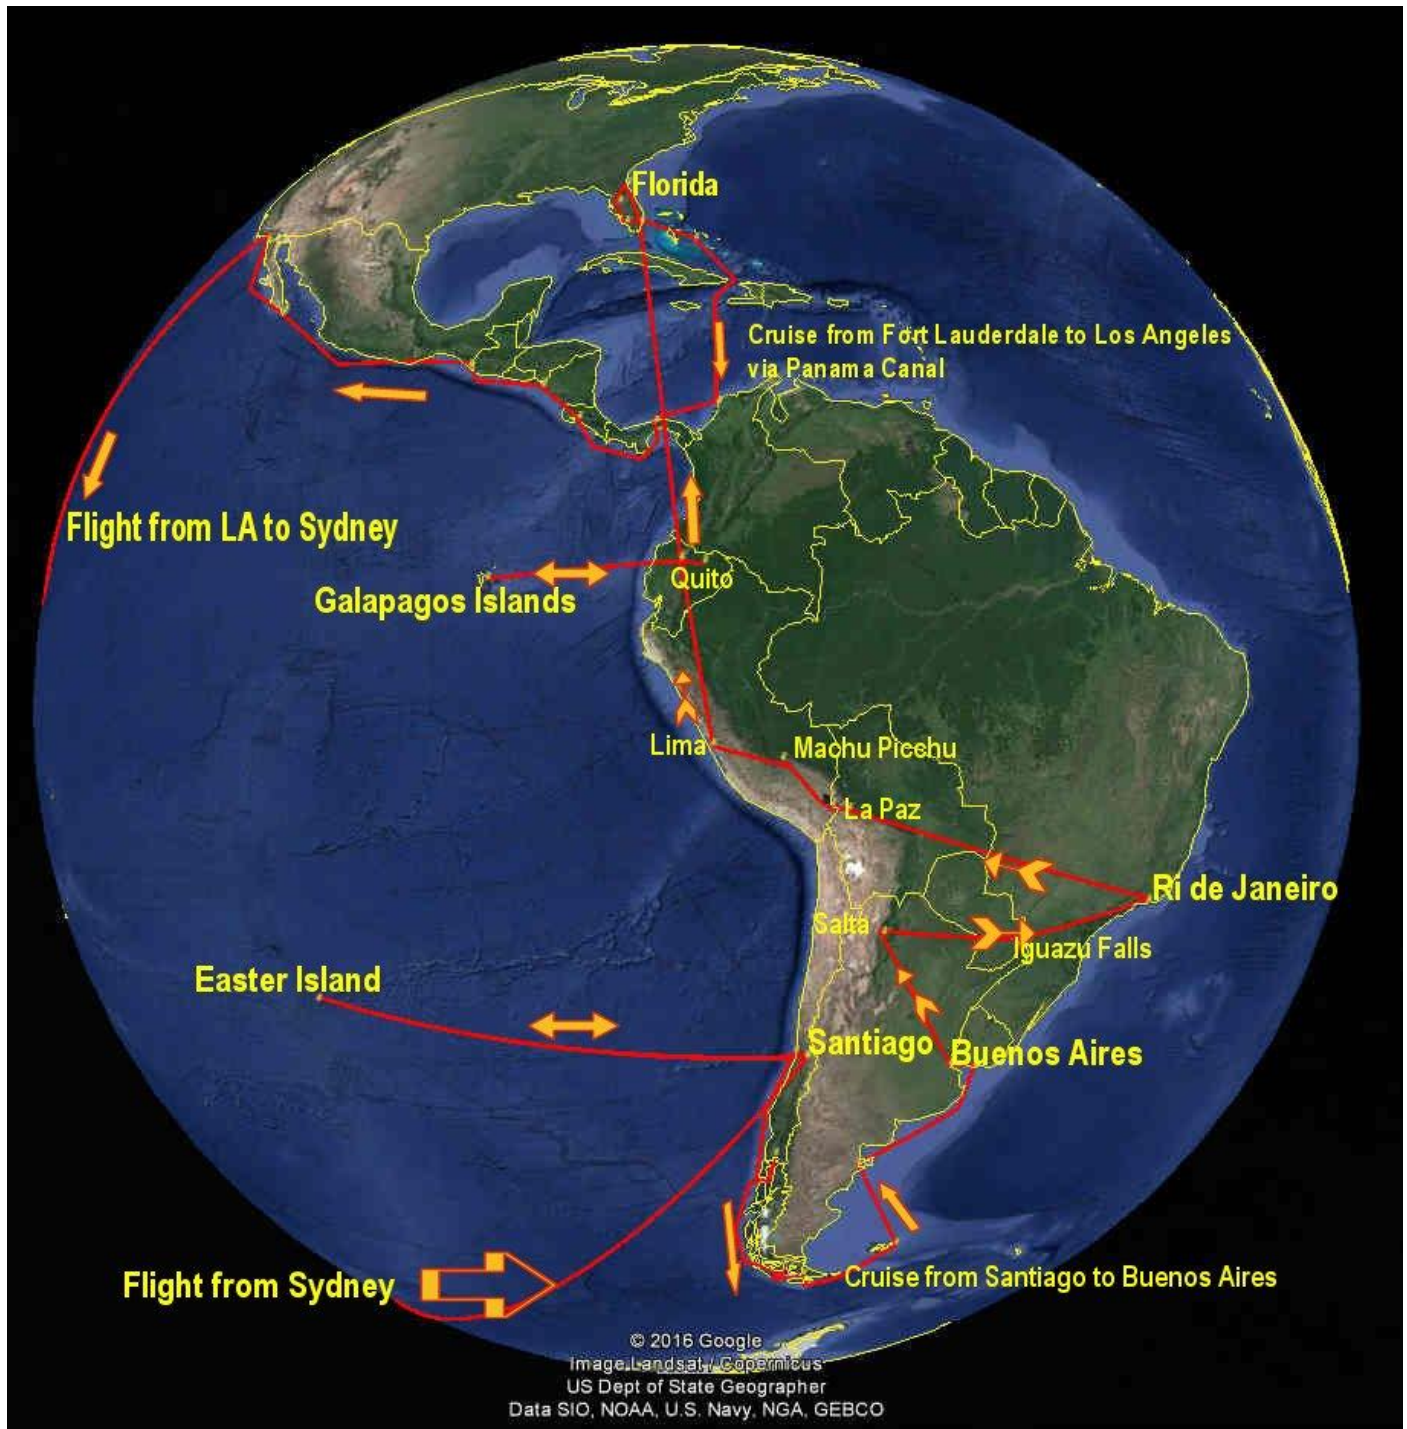 Florida
Cruise from Fort Lauderdale to Los Angeles
via Panama Canal
Flight from LA to Sydney
Quito
Galapagos Islands
Lima
Machu Picchu
La Paz
Ri de Janeiro
Salta
Iguazu Falls
Easter Island
Santiago
Buenos Aires
Flight from Sydney
Cruise from Santiago to Buenos Aires
© 2016 Google
Image Landsat / Copernicus
US Dept of State Geographer
Data SIO, NOAA, U.S. Navy, NGA, GEBCO